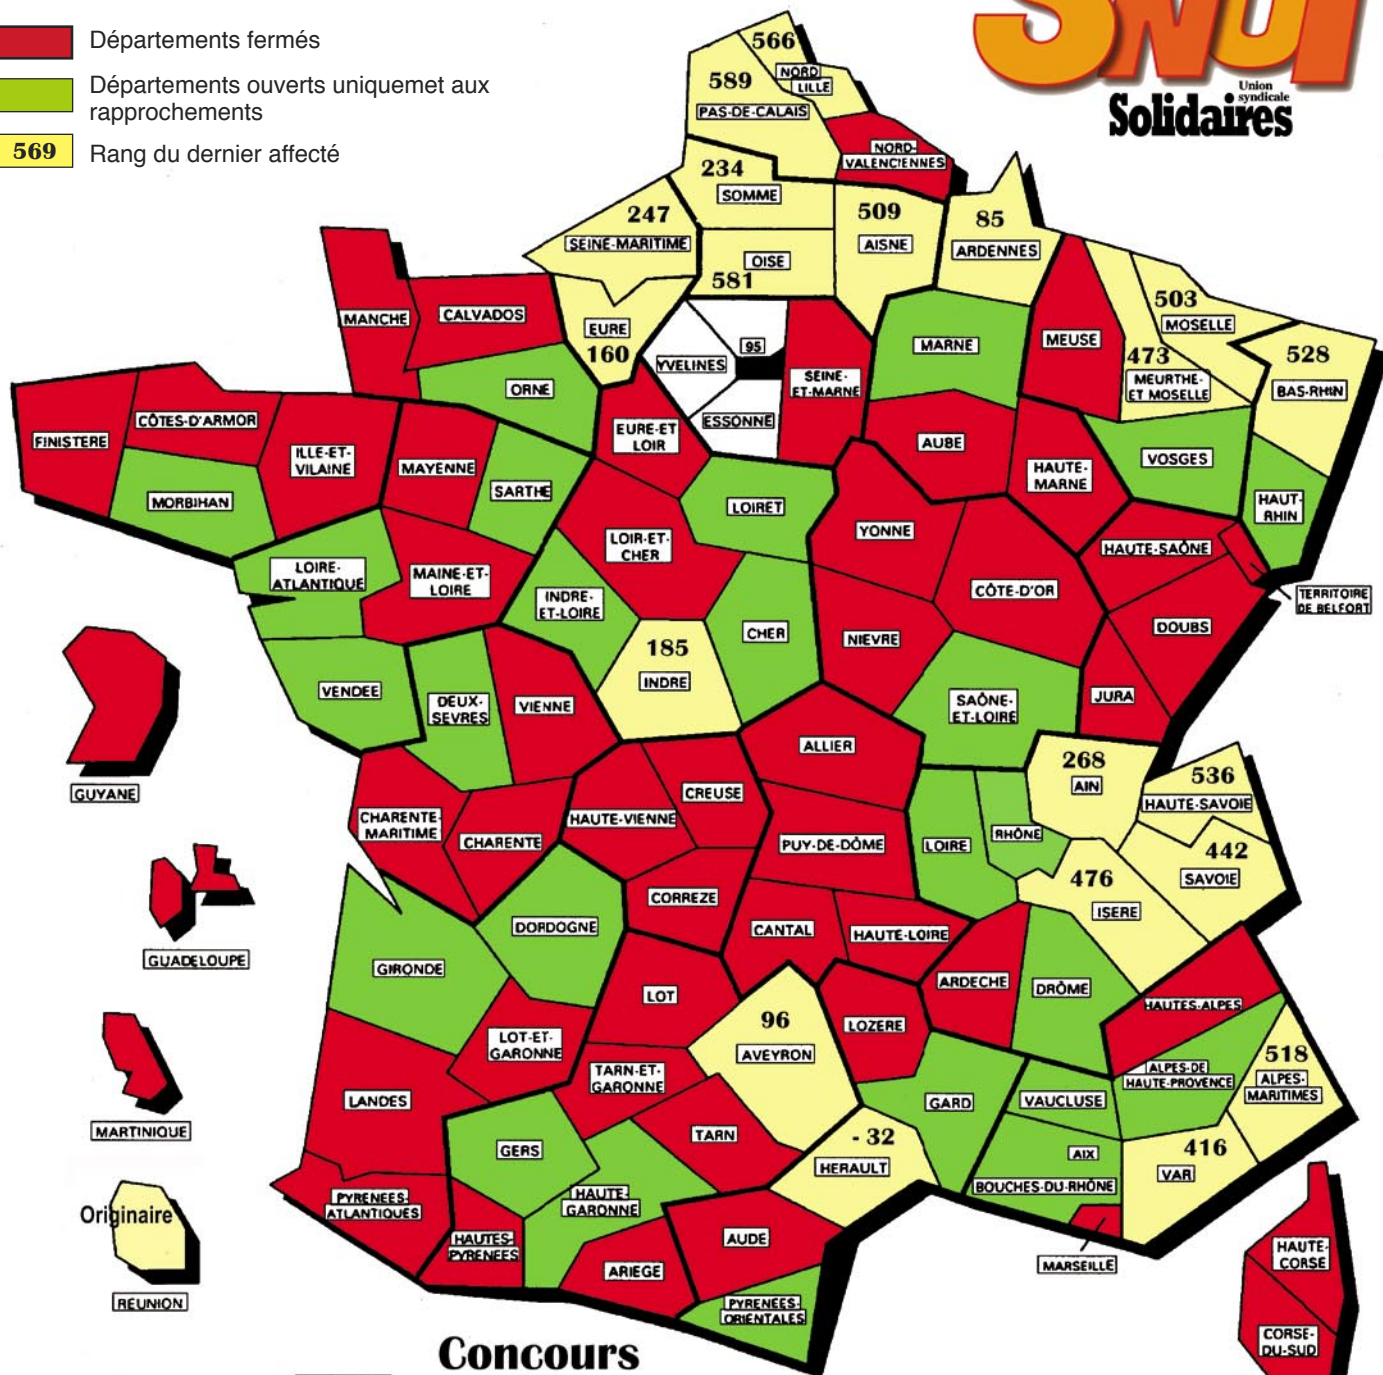 SNUI
Union
syndicale
Solidaires
Départements fermés
Départements ouverts uniquemet aux
rapprochements
569 Rang du dernier affecté
566
NORD
LILLE
589
PAS-DE-CALAIS
NORD-
VALENCIENNES
234
SOMME
247
SEINE-MARITIME
509
AISNE
85
ARDENNES
OISE
581
MANCHE
CALVADOS
EURE
160
YVELINES
95
ESSONNE
SEINE-
ET-MARNE
MARNE
MEUSE
503
MOSELLE
473
MEURTHE-
ET MOSELLE
528
BAS-RHIN
ORNE
FINISTERE
CÔTES-D'ARMOR
ILLE-ET-
VILAINE
MORBIHAN
MAYENNE
SARTHE
EURE-ET
LOIR
AUBE
HAUTE-
MARNE
VOSGES
HAUT-
RHIN
LOIRET
YONNE
LOIR-ET-
CHER
HAUTE-SAÔNE
TERRITOIRE
DE BELFORT
LOIRE-
ATLANTIQUE
MAINE-ET-
LOIRE
INDRE-
ET-LOIRE
CÔTE-D'OR
DOUBS
CHER
NIEVRE
185
INDRE
VENDEE
DEUX-
SEVRES
VIENNE
SAÔNE-
ET-LOIRE
JURA
ALLIER
268
AIN
536
HAUTE-SAVOIE
GUYANE
CHARENTE-
MARITIME
CHARENTE
HAUTE-VIENNE
CREUSE
PUY-DE-DÔME
LOIRE
RHÔNE
442
SAVOIE
476
ISERE
CORREZE
DORDOGNE
CANTAL
HAUTE-LOIRE
GUADELOUPE
GIRONDE
LOT
ARDECHE
DRÔME
HAUTES-ALPES
LOT-ET-
GARONNE
96
AVEYRON
LOZERE
TARN-ET-
GARONNE
ALPES-DE
HAUTE-PROVENCE
518
ALPES-
MARITIMES
LANDES
GARD
VAUCLUSE
MARTINIQUE
GERS
TARN
- 32
HERAULT
AIX
BOUCHES-DU-RHÔNE
416
VAR
Originaire
REUNION
PYRENEES-
ATLANTIQUES
HAUTES-
PYRENEES
HAUTE-
GARONNE
ARIEGE
AUDE
PYRENEES-
ORIENTALES
MARSEILLE
HAUTE-
CORSE
CORSE-
DU-SUD
Concours